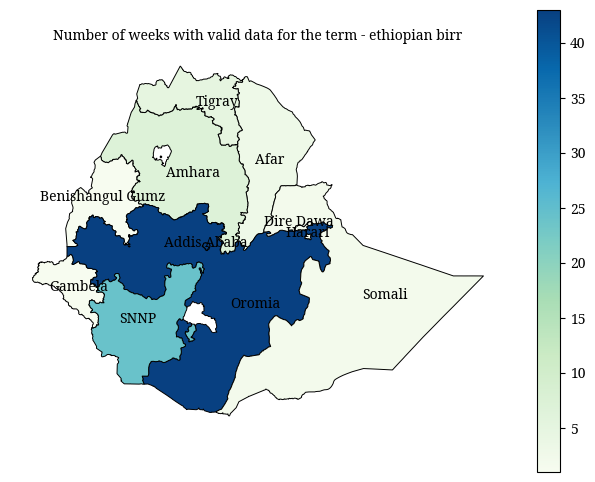 Number of weeks with valid data for the term - ethiopian birr
40
35
30
25
20
15
10
5
Tigray
Afar
Amhara
Benishangul Gumz
Dire Dawa
Harari
Addis Ababa
Gambela
Somali
Oromia
SNNP